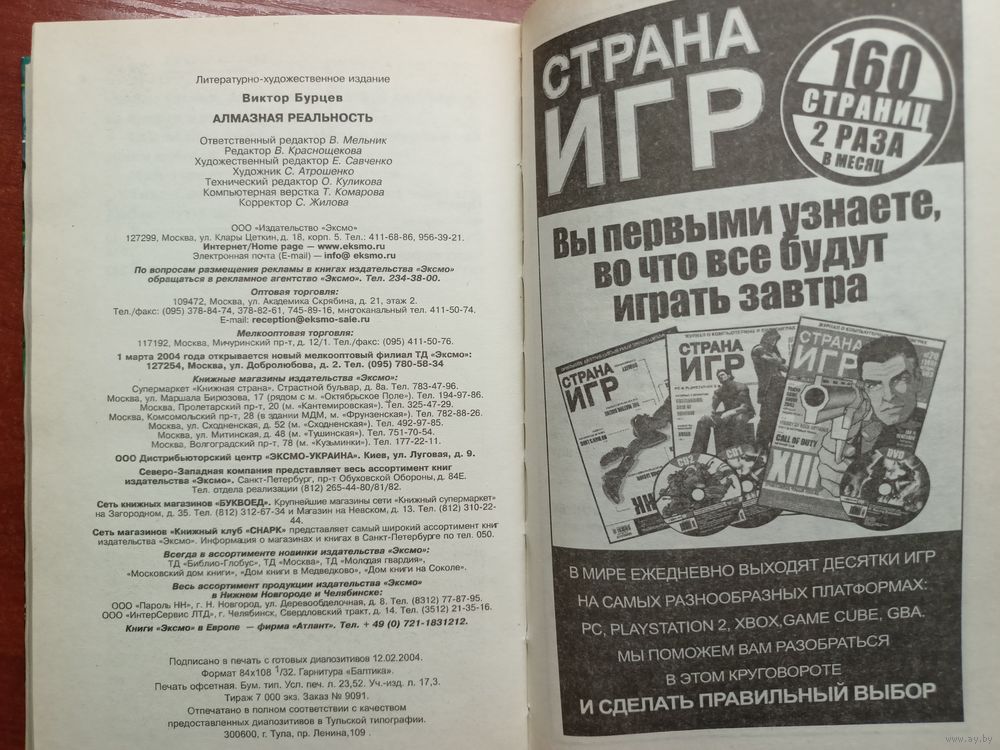 Литературно-художественное издание
Виктор Бурцев
АЛМАЗНАЯ РЕАЛЬНОСТЬ
Ответственный редактор В. Мельник
Редактор В. Краснощекова
Художественный редактор Е. Савченко
Художник С. Атрошенко
Технический редактор О. Куликова
Компьютерная верстка Т. Комарова
Корректор С. Жилова
ООО «Издательство «Эксмо»
127299, Москва, ул. Клары Цеткин, д. 18, корп. 5. Тел.: 411-68-86, 956-39-21.
Интернет/Home page — www.eksmo.ru
Электронная почта (E-mail) — info@ eksmo.ru
По вопросам размещения рекламы в книгах издательства «Эксмо»
обращаться в рекламное агентство «Эксмо». Тел. 234-38-00.
Оптовая торговля:
109472, Москва, ул. Академика Скрябина, д. 21, этаж 2.
Тел./факс: (095) 378-84-74, 378-82-61, 745-89-16, многоканальный тел. 411-50-74.
E-mail: reception@eksmo-sale.ru
Мелкооптовая торговля:
117192, Москва, Мичуринский пр-т, д. 12/1. Тел./факс: (095) 411-50-76.
1 марта 2004 года открывается новый мелкооптовый филиал ТД «Эксмо»:
127254, Москва, ул. Добролюбова, д. 2. Тел. (095) 780-58-34
Книжные магазины издательства «Эксмо»:
Супермаркет «Книжная страна». Страстной бульвар, д. 8а. Тел. 783-47-96.
Москва, ул. Маршала Бирюзова, 17 (рядом с м. «Октябрьское Поле»). Тел. 194-97-86.
Москва, Пролетарский пр-т, 20 (м. «Кантемировская»). Тел. 325-47-29.
Москва, Комсомольский пр-т, 28 (в здании МДМ, м. «Фрунзенская»). Тел. 782-88-26.
Москва, ул. Сходненская, д. 52 (м. «Сходненская»). Тел. 492-97-85.
Москва, ул. Митинская, д. 48 (м. «Тушинская»). Тел. 751-70-54.
Москва, Волгоградский пр-т, 78 (м. «Кузьминки»). Тел. 177-22-11.
ООО Дистрибьюторский центр «ЭКСМО-УКРАИНА». Киев, ул. Луговая, д. 9.
Северо-Западная компания представляет весь ассортимент книг
издательства «Эксмо». Санкт-Петербург, пр-т Обуховской Обороны, д. 84Е.
Тел. отдела реализации (812) 265-44-80/81/82.
Сеть книжных магазинов «БУКВОЕД». Крупнейшие магазины сети «Книжный супермаркет»
на Загородном, д. 35. Тел. (812) 312-67-34 и Магазин на Невском, д. 13. Тел. (812) 310-22-
44.
Сеть магазинов «Книжный клуб «СНАРК» представляет самый широкий ассортимент книг
издательства «Эксмо». Информация о магазинах и книгах в Санкт-Петербурге по тел. 050.
Всегда в ассортименте новинки издательства «Эксмо»:
ТД «Библио-Глобус», ТД «Москва», ТД «Молодая гвардия»,
«Московский дом книги», «Дом книги в Медведково», «Дом книги на Соколе».
Весь ассортимент продукции издательства «Эксмо»
в Нижнем Новгороде и Челябинске:
ООО «Пароль НН», г. Н. Новгород, ул. Деревообделочная, д. 8. Тел. (8312) 77-87-95.
ООО «ИнтерСервис ЛТД», г. Челябинск, Свердловский тракт, д. 14. Тел. (3512) 21-35-16.
Книги «Эксмо» в Европе — фирма «Атлант». Тел. + 49 (0) 721-1831212.
Подписано в печать с готовых диапозитивов 12.02.2004.
Формат 84x108 1/32. Гарнитура «Балтика».
Печать офсетная. Бум. тип. Усл. печ. л. 23,52. Уч.-изд. л. 17,3.
Тираж 7 000 экз. Заказ № 9091.
Отпечатано в полном соответствии с качеством
предоставленных диапозитивов в Тульской типографии.
300600, г. Тула, пр. Ленина,109 .
СТРАНА
ИГР
160
СТРАНИЦ
2 РАЗА
В МЕСЯЦ
Вы первыми узнаете,
во что все будут
играть завтра
СТРАНА
ИГР
СТРАНА
ИГР
СТРАНА
ИГР
CALL OF DUTY
XIII
CD2
CD1
DVD
В МИРЕ ЕЖЕДНЕВНО ВЫХОДЯТ ДЕСЯТКИ ИГР
НА САМЫХ РАЗНООБРАЗНЫХ ПЛАТФОРМАХ:
PC, PLAYSTATION 2, XBOX,GAME CUBE, GBA.
МЫ ПОМОЖЕМ ВАМ РАЗОБРАТЬСЯ
В ЭТОМ КРУГОВОРОТЕ
И СДЕЛАТЬ ПРАВИЛЬНЫЙ ВЫБОР
www.ay.by